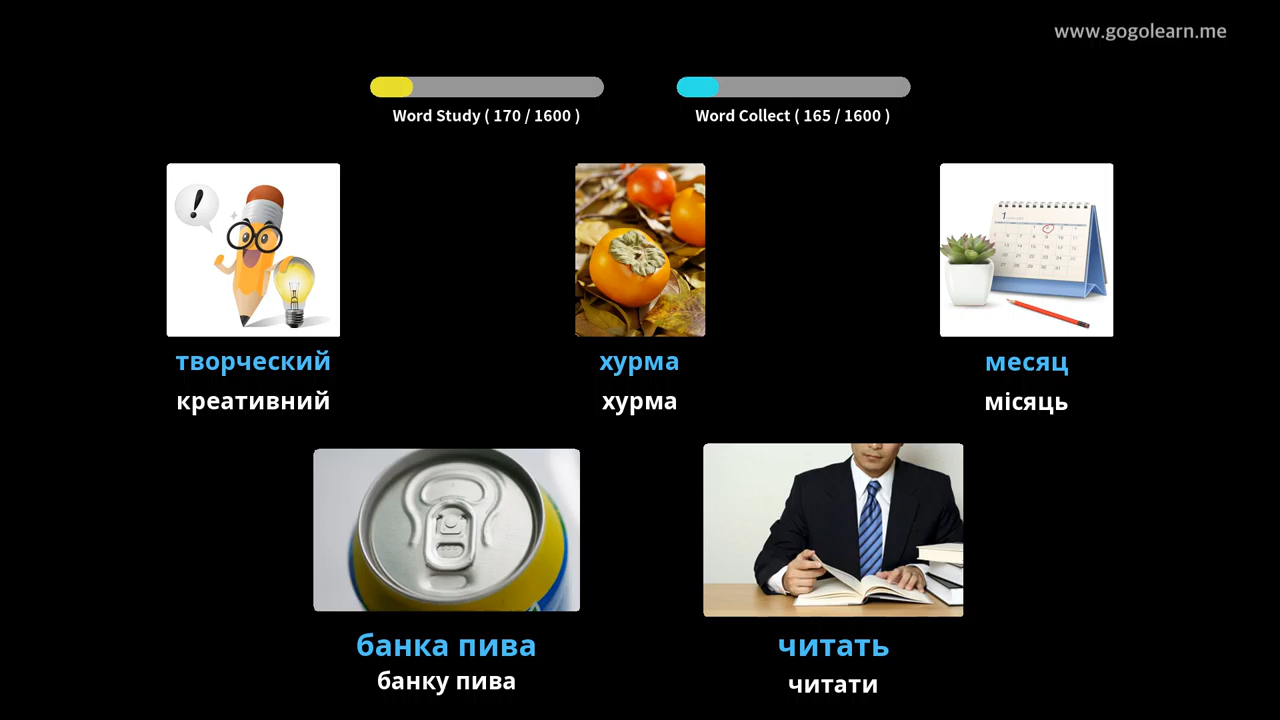 www.gogolearn.me
Word Study ( 170 / 1600 )
Word Collect ( 165 / 1600 )
творческий
хурма
месяц
креативний
хурма
місяць
банка пива
читать
банку пива
читати